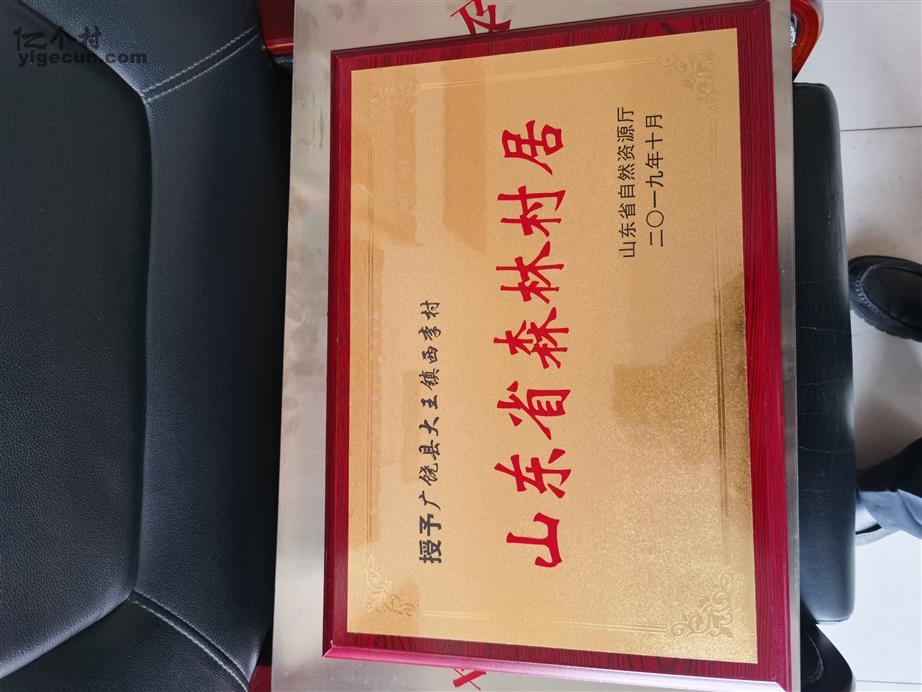 亿个村
yigecun.com
授予广饶县大王镇西李村
山东省森林村居
山东省自然资源厅
二〇一九年十月